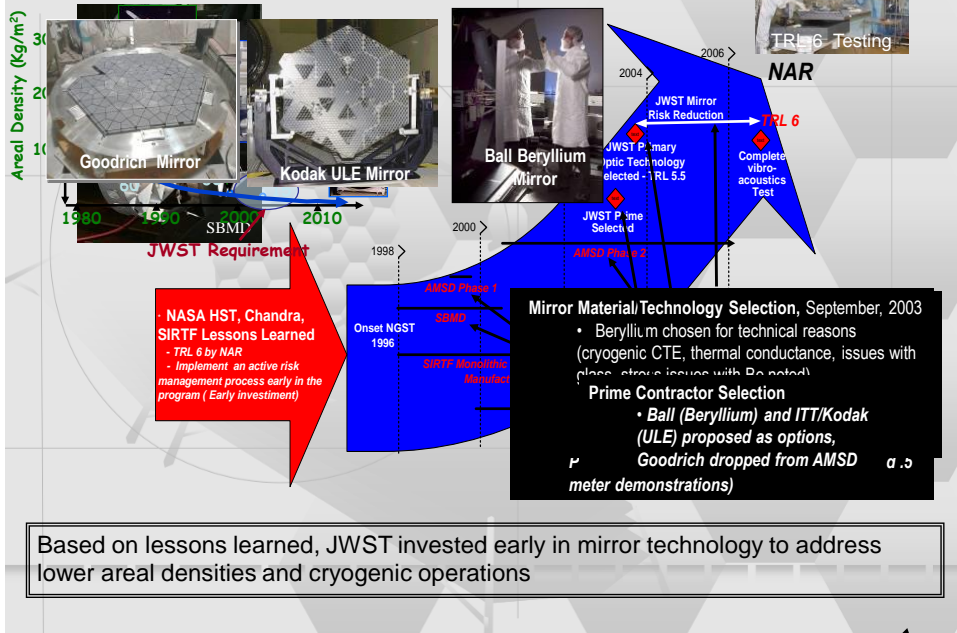 Areal Density (Kg/m²)
30
20
10
1980
1990
2000
2010
Goodrich Mirror
Kodak ULE Mirror
Ball Beryllium
Mirror
SBMD
JWST Requirement
TRL 6 Testing
NAR
2006
2004
2000
1998
JWST Mirror
Risk Reduction
TRL 6
JWST Primary
Optic Technology
Selected - TRL 5.5
Complete
vibro-
acoustics
Test
JWST Prime
Selected
AMSD Phase 2
AMSD Phase 1
SBMD
SIRTF Monolithic
Onset NGST
1996
· NASA HST, Chandra,
SIRTF Lessons Learned
- TRL 6 by NAR
- Implement an active risk
management process early in the
program ( Early investiment)
Mirror Material/Technology Selection, September, 2003
• Beryllium chosen for technical reasons
(cryogenic CTE, thermal conductance, issues with
glass, stress issues with Be noted)
Prime Contractor Selection
• Ball (Beryllium) and ITT/Kodak
(ULE) proposed as options,
Goodrich dropped from AMSD
meter demonstrations)
Based on lessons learned, JWST invested early in mirror technology to address
lower areal densities and cryogenic operations